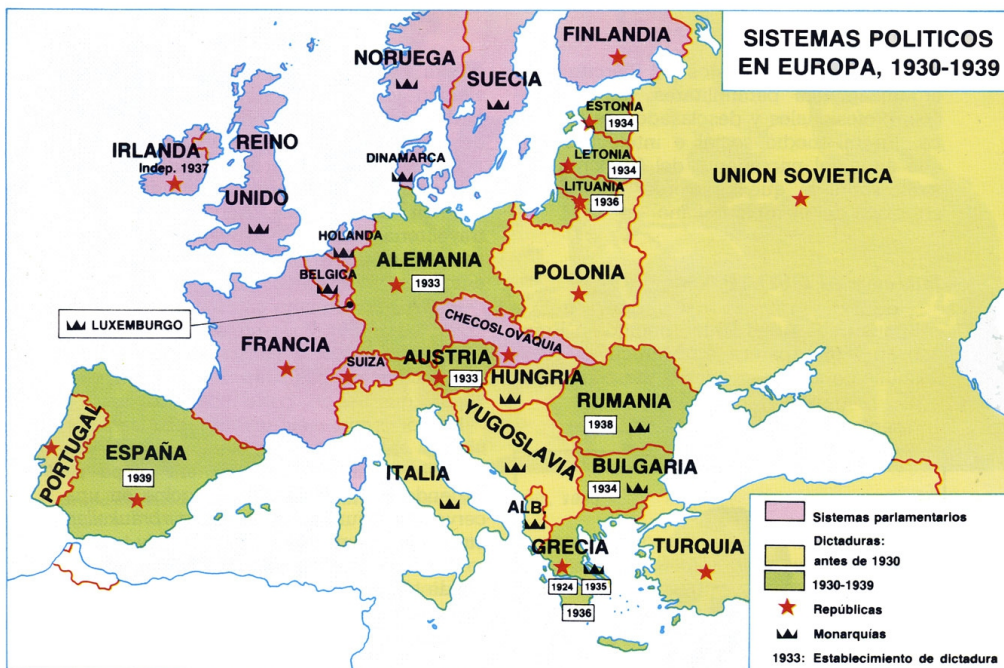 SISTEMAS POLITICOS
EN EUROPA, 1930-1939
FINLANDIA
NORUEGA
SUECIA
ESTONIA
1934
LETONIA
1934
LITUANIA
1936
UNION SOVIETICA
IRLANDA
Indep. 1937
REINO
UNIDO
DINAMARCA
HOLANDA
BELGICA
LUXEMBURGO
ALEMANIA
1933
POLONIA
CHECOSLOVAQUIA
FRANCIA
SUIZA
AUSTRIA
1933
HUNGRIA
RUMANIA
1938
YUGOSLAVIA
BULGARIA
1934
PORTUGAL
ESPAÑA
1939
ITALIA
ALB.
GRECIA
1924
1935
1936
TURQUIA
Sistemas parlamentarios
Dictaduras:
antes de 1930
1930-1939
Repúblicas
Monarquías
1933: Establecimiento de dictadura